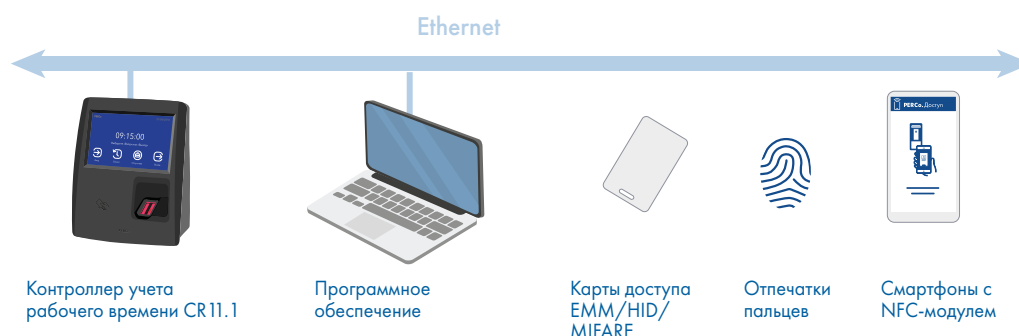 Ethernet
09:15:00
PERCo.Доступ
Контроллер учета
рабочего времени CR11.1
Программное
обеспечение
Карты доступа
EMM/HID/
MIFARE
Отпечатки
пальцев
Смартфоны с
NFC-модулем